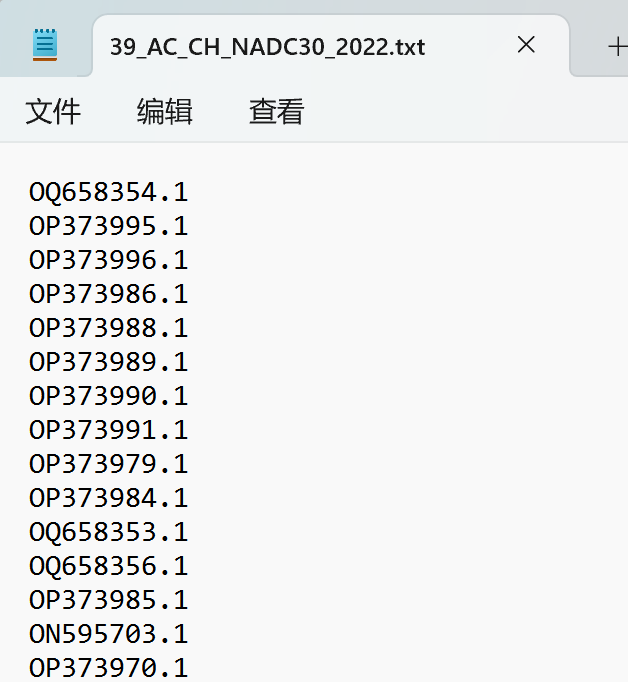 39_AC_CH_NADC30_2022.txt
文件 编辑 查看
OQ658354.1
OP373995.1
OP373996.1
OP373986.1
OP373988.1
OP373989.1
OP373990.1
OP373991.1
OP373979.1
OP373984.1
OQ658353.1
OQ658356.1
OP373985.1
ON595703.1
OP373970.1